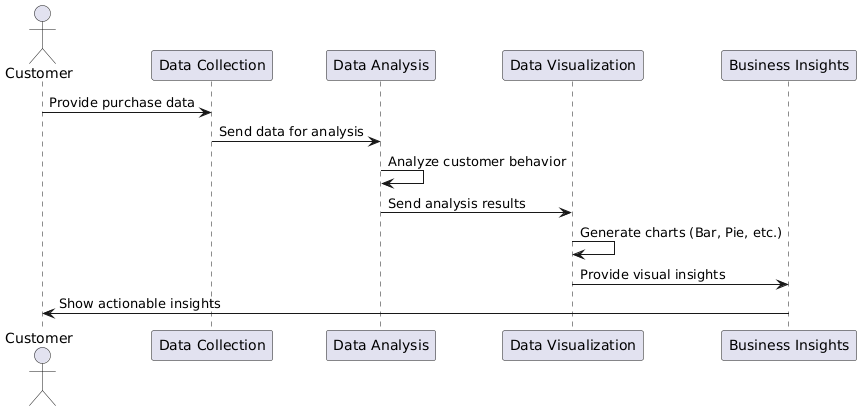 Customer
Data Collection
Data Analysis
Data Visualization
Business Insights
Provide purchase data
Send data for analysis
Analyze customer behavior
Send analysis results
Generate charts (Bar, Pie, etc.)
Provide visual insights
Show actionable insights
Customer
Data Collection
Data Analysis
Data Visualization
Business Insights